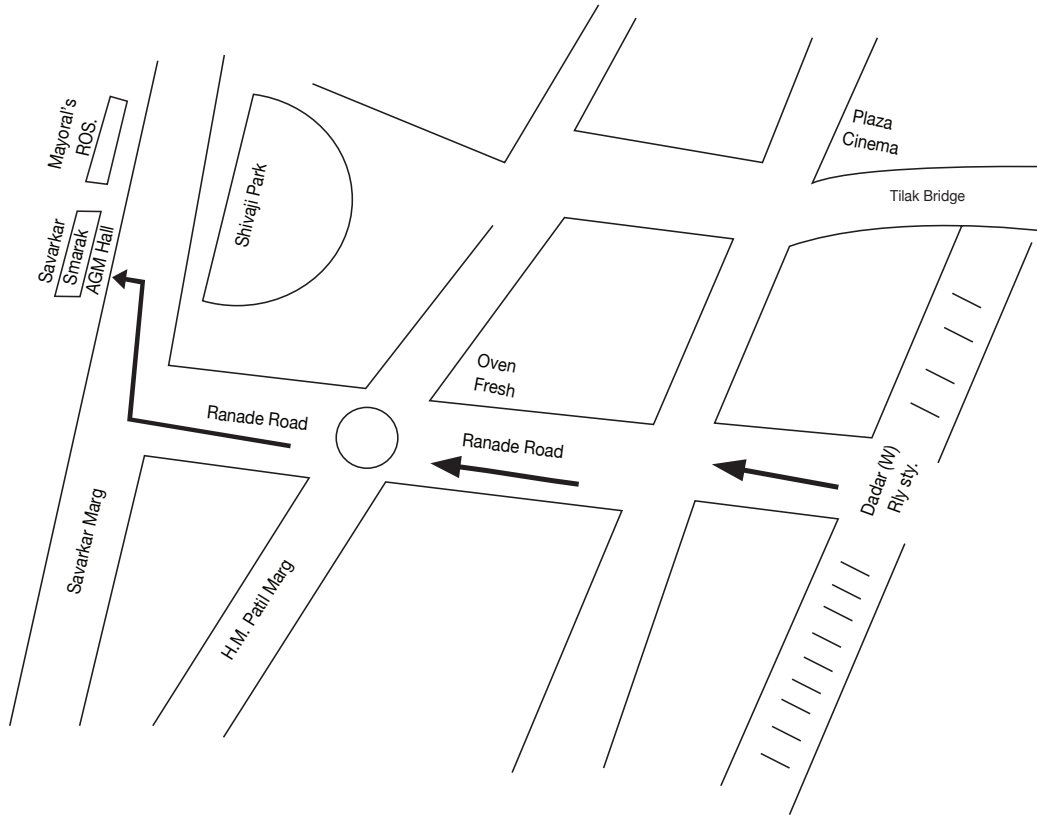 Mayoral's
ROS.
Savarkar
Smarak
AGM Hall
Shivaji Park
Plaza
Cinema
Tilak Bridge
Oven
Fresh
Ranade Road
Ranade Road
Dadar (W)
Rly sty.
Savarkar Marg
H.M. Patil Marg